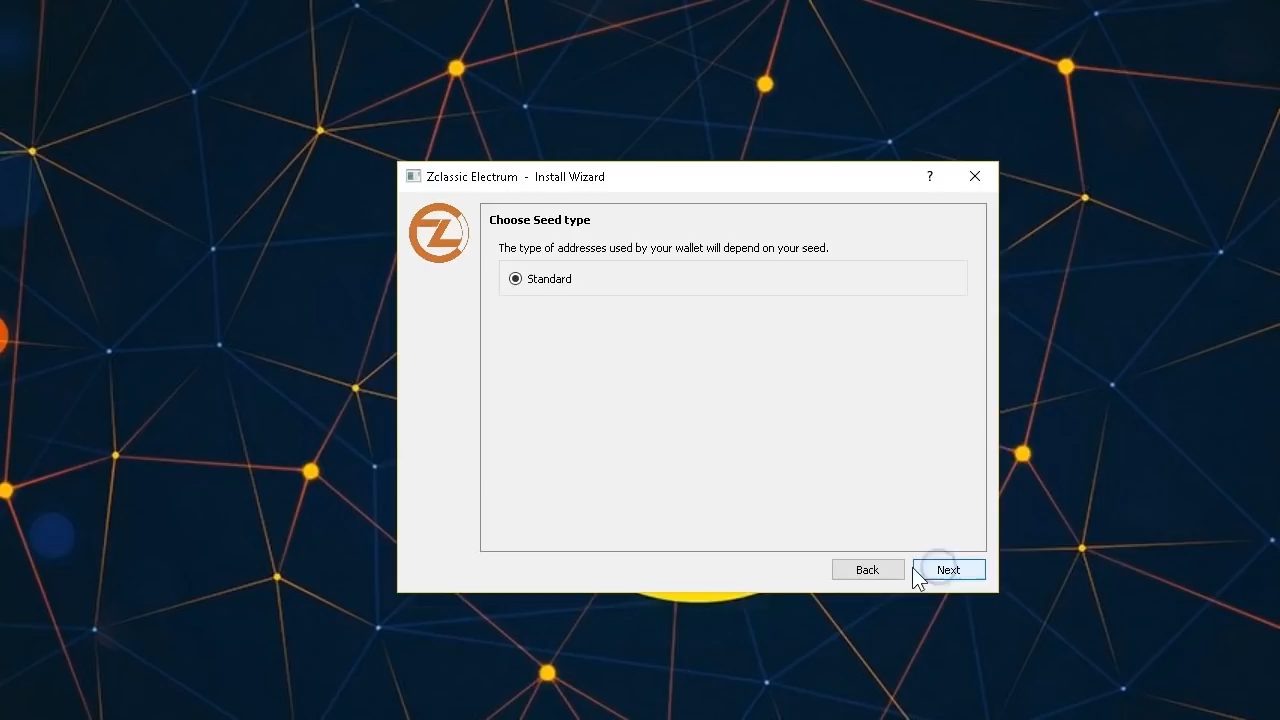 Zclassic Electrum - Install Wizard
?
Choose Seed type
The type of addresses used by your wallet will depend on your seed.
Standard
Back
Next